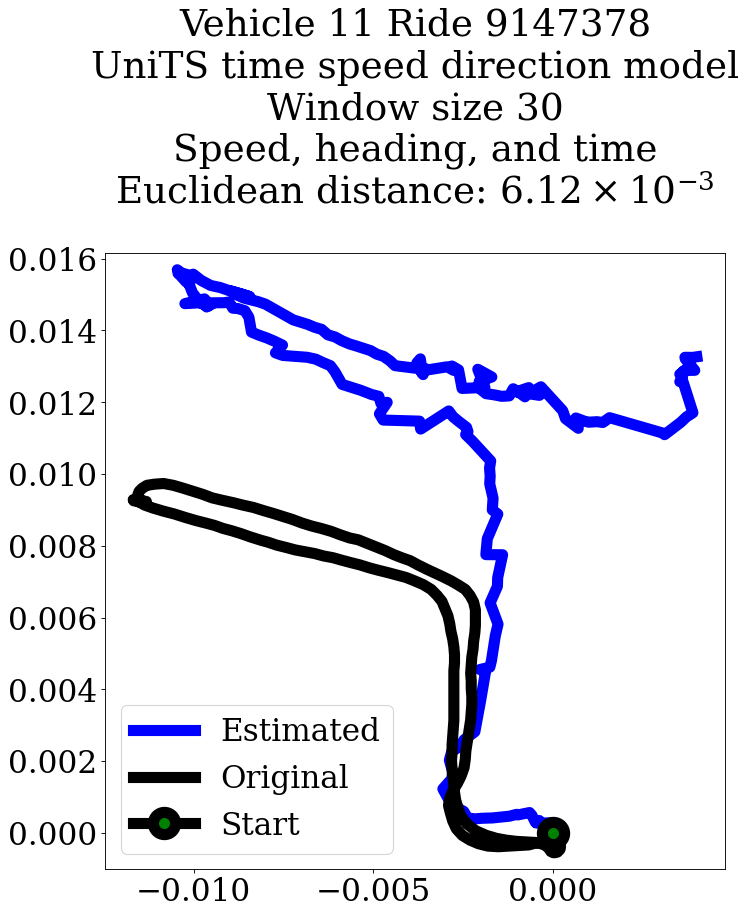 Vehicle 11 Ride 9147378
UniTS time speed direction model
Window size 30
Speed, heading, and time
Euclidean distance: 6.12 × 10⁻³
0.016
0.014
0.012
0.010
0.008
0.006
0.004
0.002
0.000
Estimated
Original
Start
−0.010 −0.005 0.000